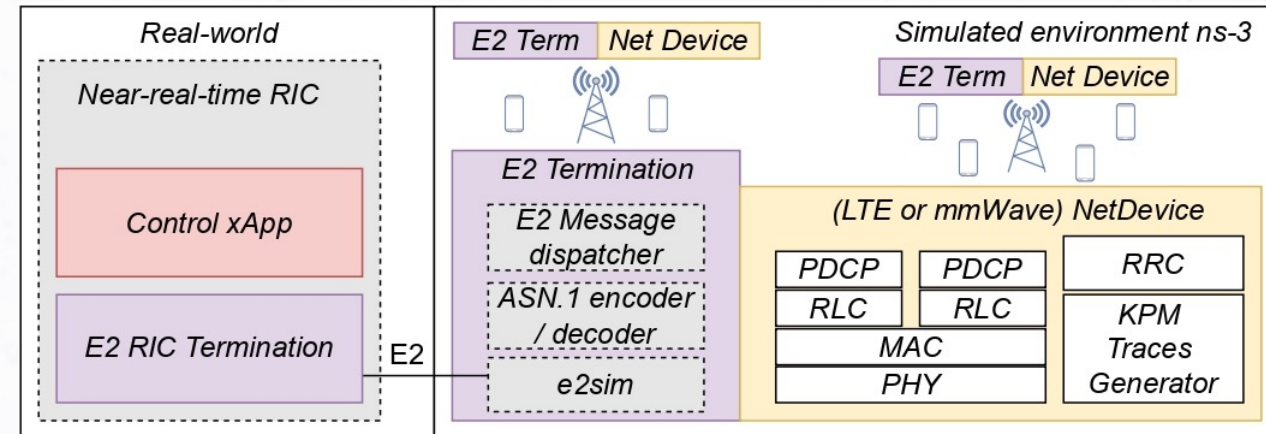 Real-world
Near-real-time RIC
Control xApp
E2 RIC Termination
E2
E2 Term Net Device
Simulated environment ns-3
E2 Term Net Device
E2 Termination
E2 Message
dispatcher
ASN.1 encoder
/ decoder
e2sim
(LTE or mmWave) NetDevice
PDCP PDCP
RLC RLC
MAC
PHY
RRC
KPM
Traces
Generator